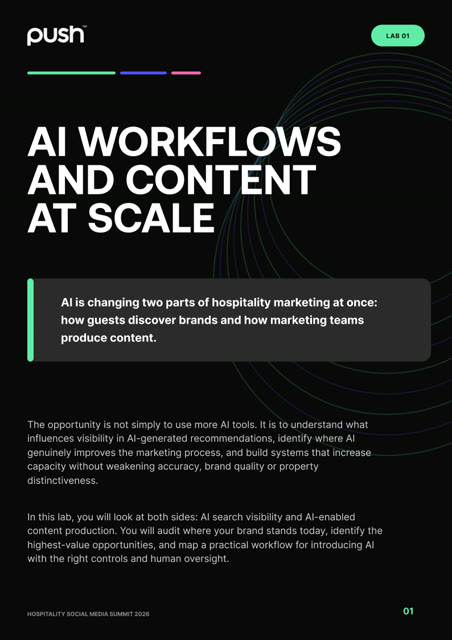 push™
LAB 01
AI WORKFLOWS
AND CONTENT
AT SCALE
AI is changing two parts of hospitality marketing at once:
how guests discover brands and how marketing teams
produce content.
The opportunity is not simply to use more AI tools. It is to understand what
influences visibility in AI-generated recommendations, identify where AI
genuinely improves the marketing process, and build systems that increase
capacity without weakening accuracy, brand quality or property
distinctiveness.
In this lab, you will look at both sides: AI search visibility and AI-enabled
content production. You will audit where your brand stands today, identify the
highest-value opportunities, and map a practical workflow for introducing AI
with the right controls and human oversight.
HOSPITALITY SOCIAL MEDIA SUMMIT 2026
01